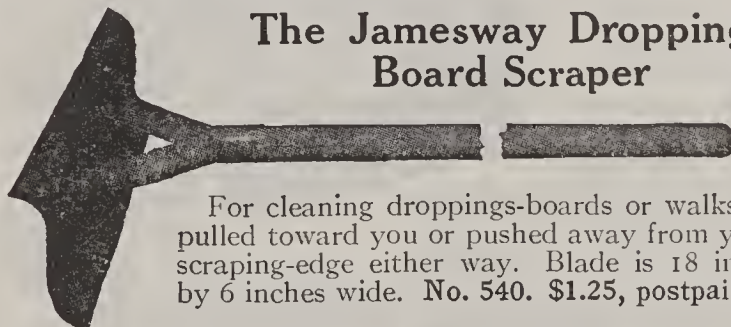 The Jamesway Dropping
Board Scraper
For cleaning droppings-boards or walks
pulled toward you or pushed away from y
scraping-edge either way. Blade is 18 in
by 6 inches wide. No. 540. $1.25, postpai